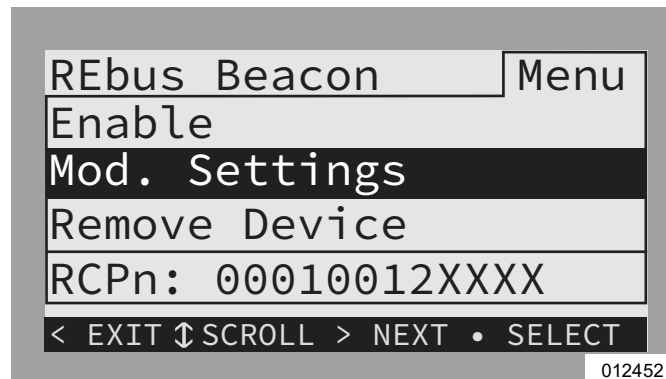 REbus Beacon Menu
Enable
Mod. Settings
Remove Device
RCPn: 00010012XXXX
< EXIT ↕ SCROLL > NEXT • SELECT
012452